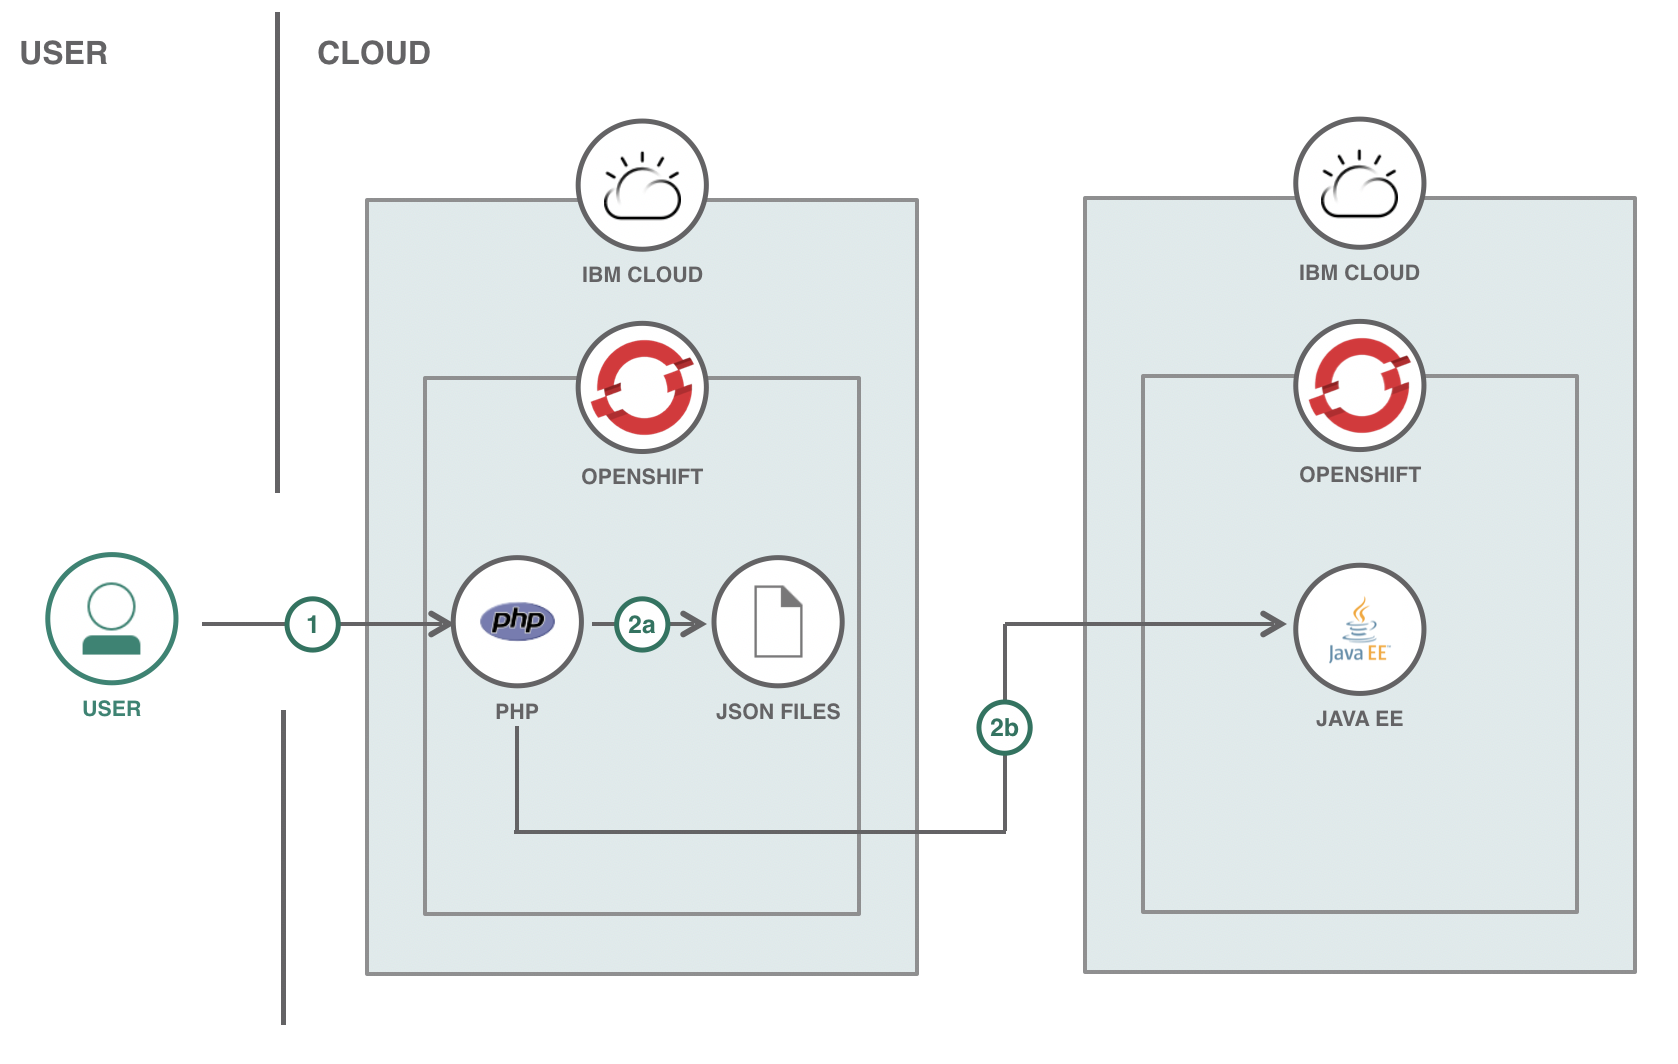 USER
CLOUD
IBM CLOUD
IBM CLOUD
OPENSHIFT
OPENSHIFT
1
php
2a
Java EE™
USER
PHP
JSON FILES
2b
JAVA EE